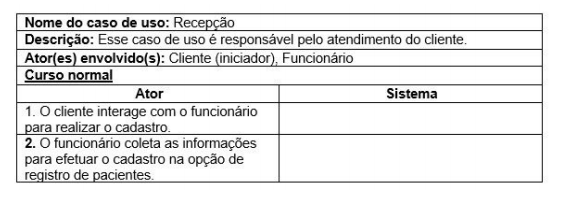 Nome do caso de uso: Recepção
Descrição: Esse caso de uso é responsável pelo atendimento do cliente.
Ator(es) envolvido(s): Cliente (iniciador), Funcionário
Curso normal
Ator Sistema
1. O cliente interage com o funcionário
para realizar o cadastro.
2. O funcionário coleta as informações
para efetuar o cadastro na opção de
registro de pacientes.